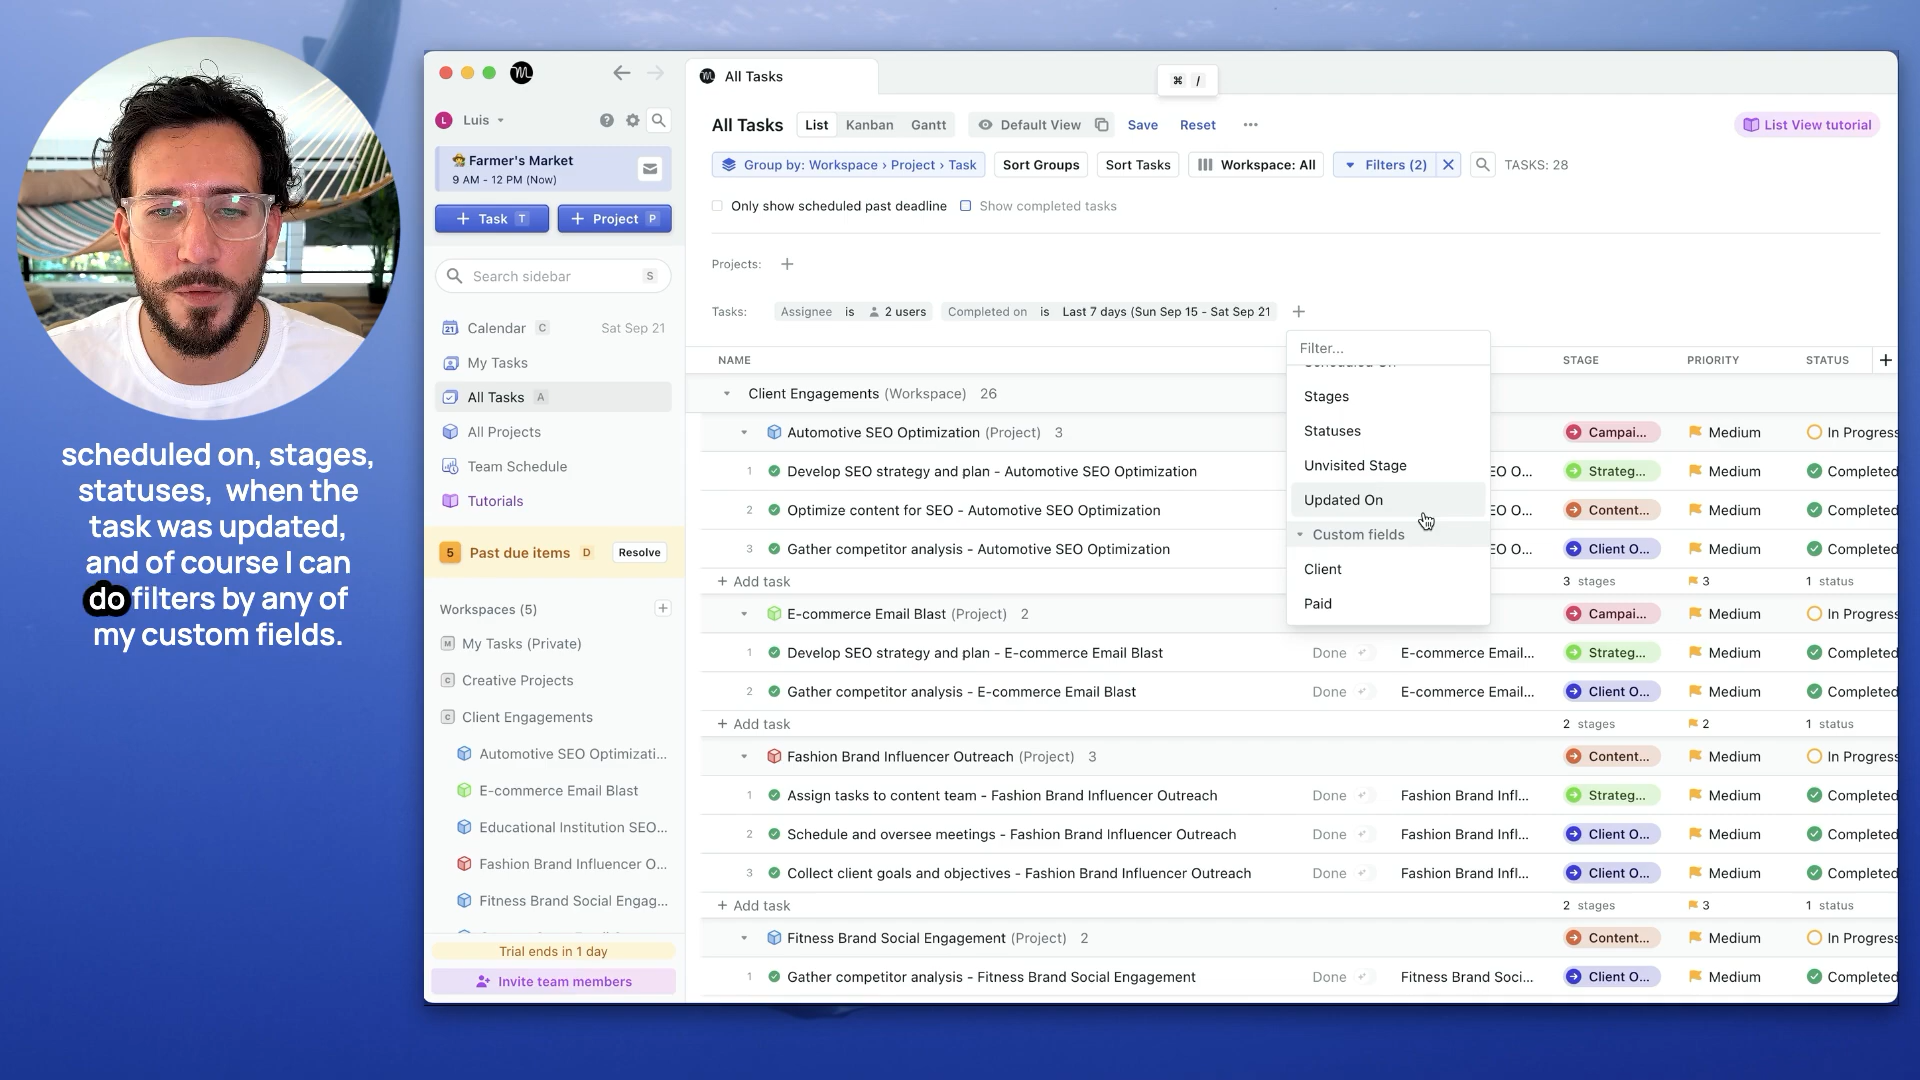 All Tasks
⌘ /
L Luis
Farmer's Market
9 AM - 12 PM (Now)
+ Task T
+ Project P
Search sidebar S
21 Calendar C Sat Sep 21
My Tasks
All Tasks A
All Projects
Team Schedule
Tutorials
5 Past due items D Resolve
Workspaces (5) +
M My Tasks (Private)
C Creative Projects
C Client Engagements
Automotive SEO Optimizati...
E-commerce Email Blast
Educational Institution SEO...
Fashion Brand Influencer O...
Fitness Brand Social Engag...
Trial ends in 1 day
Invite team members
scheduled on, stages,
statuses, when the
task was updated,
and of course I can
do filters by any of
my custom fields.
All Tasks List Kanban Gantt Default View Save Reset ... List View tutorial
Group by: Workspace › Project › Task Sort Groups Sort Tasks Workspace: All Filters (2) TASKS: 28
Only show scheduled past deadline Show completed tasks
Projects: +
Tasks: Assignee is 2 users Completed on is Last 7 days (Sun Sep 15 - Sat Sep 21 +
NAME STAGE PRIORITY STATUS +
Filter...
Stages
Statuses
Unvisited Stage
Updated On
Custom fields
Client
Paid
Client Engagements (Workspace) 26
Automotive SEO Optimization (Project) 3 Campai... Medium In Progress
1 Develop SEO strategy and plan - Automotive SEO Optimization EO O... Strateg... Medium Completed
2 Optimize content for SEO - Automotive SEO Optimization EO O... Content... Medium Completed
3 Gather competitor analysis - Automotive SEO Optimization EO O... Client O... Medium Completed
+ Add task 3 stages 3 1 status
E-commerce Email Blast (Project) 2 Campai... Medium In Progress
1 Develop SEO strategy and plan - E-commerce Email Blast Done E-commerce Email... Strateg... Medium Completed
2 Gather competitor analysis - E-commerce Email Blast Done E-commerce Email... Client O... Medium Completed
+ Add task 2 stages 2 1 status
Fashion Brand Influencer Outreach (Project) 3 Content... Medium In Progress
1 Assign tasks to content team - Fashion Brand Influencer Outreach Done Fashion Brand Infl... Strateg... Medium Completed
2 Schedule and oversee meetings - Fashion Brand Influencer Outreach Done Fashion Brand Infl... Client O... Medium Completed
3 Collect client goals and objectives - Fashion Brand Influencer Outreach Done Fashion Brand Infl... Client O... Medium Completed
+ Add task 2 stages 3 1 status
Fitness Brand Social Engagement (Project) 2 Content... Medium In Progress
1 Gather competitor analysis - Fitness Brand Social Engagement Done Fitness Brand Soci... Client O... Medium Completed